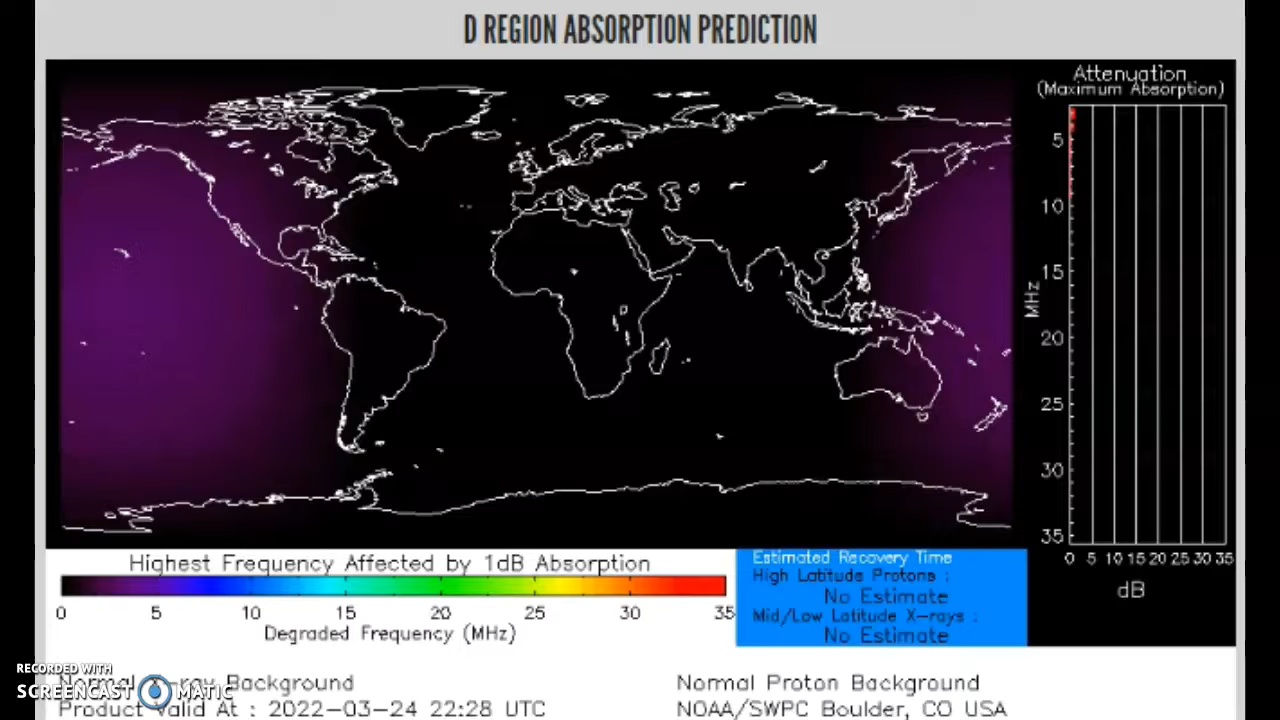 D REGION ABSORPTION PREDICTION
Attenuation
(Maximum Absorption)
5
10
15
20
25
30
35
MHz
0 5 10 15 20 25 30 35
dB
Highest Frequency Affected by 1dB Absorption
0 5 10 15 20 25 30 35
Degraded Frequency (MHz)
Estimated Recovery Time
High Latitude Protons :
No Estimate
Mid/Low Latitude X-rays :
No Estimate
RECORDED WITH
SCREENCAST MATIC
Normal X-ray Background
Product Valid At : 2022-03-24 22:28 UTC
Normal Proton Background
NOAA/SWPC Boulder, CO USA